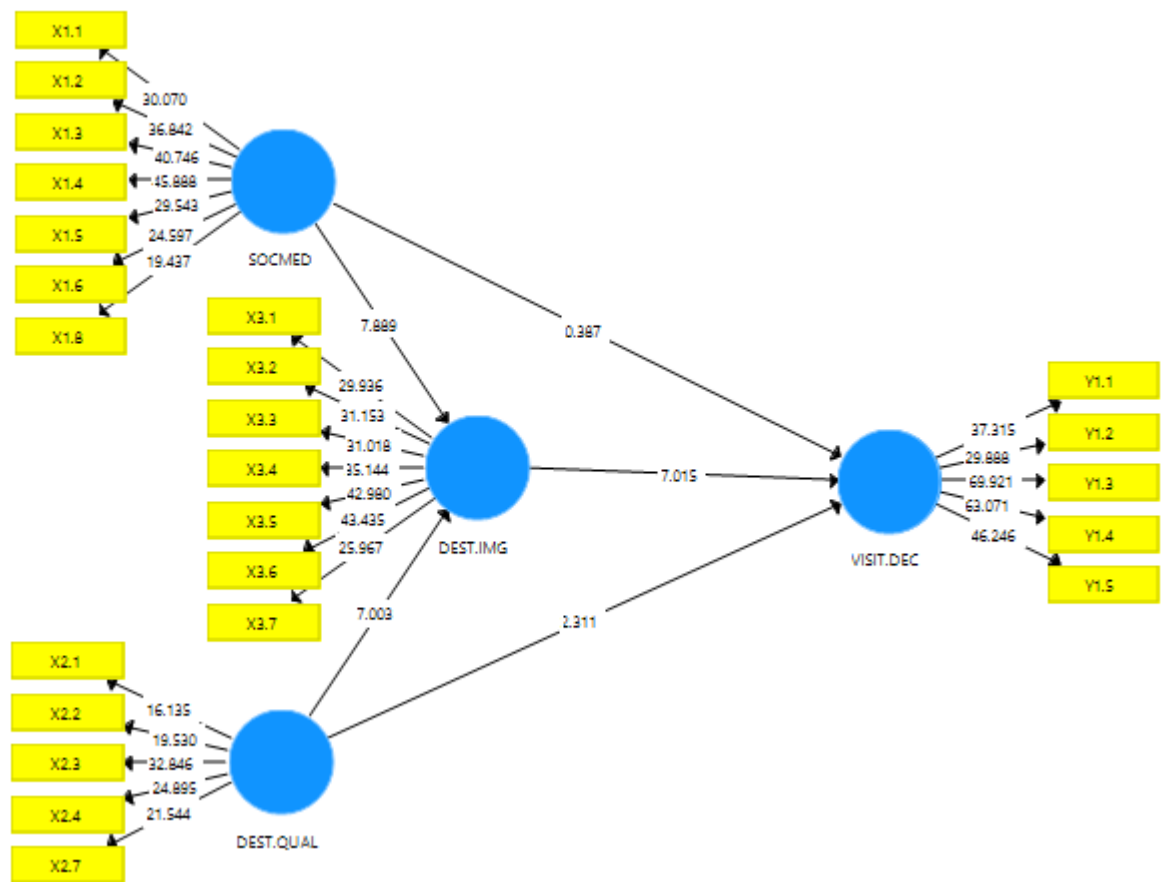 X1.1
X1.2
X1.3
X1.4
X1.5
X1.6
X1.8
30.070
36.842
40.746
45.888
29.543
24.597
19.437
SOCMED
7.889
0.387
X3.1
X3.2
X3.3
X3.4
X3.5
X3.6
X3.7
29.936
31.153
31.018
35.144
42.980
43.435
25.967
DEST.IMG
7.015
7.003
2.311
VISIT.DEC
37.315
29.888
69.921
63.071
46.246
Y1.1
Y1.2
Y1.3
Y1.4
Y1.5
X2.1
X2.2
X2.3
X2.4
X2.7
16.135
19.530
32.846
24.895
21.544
DEST.QUAL